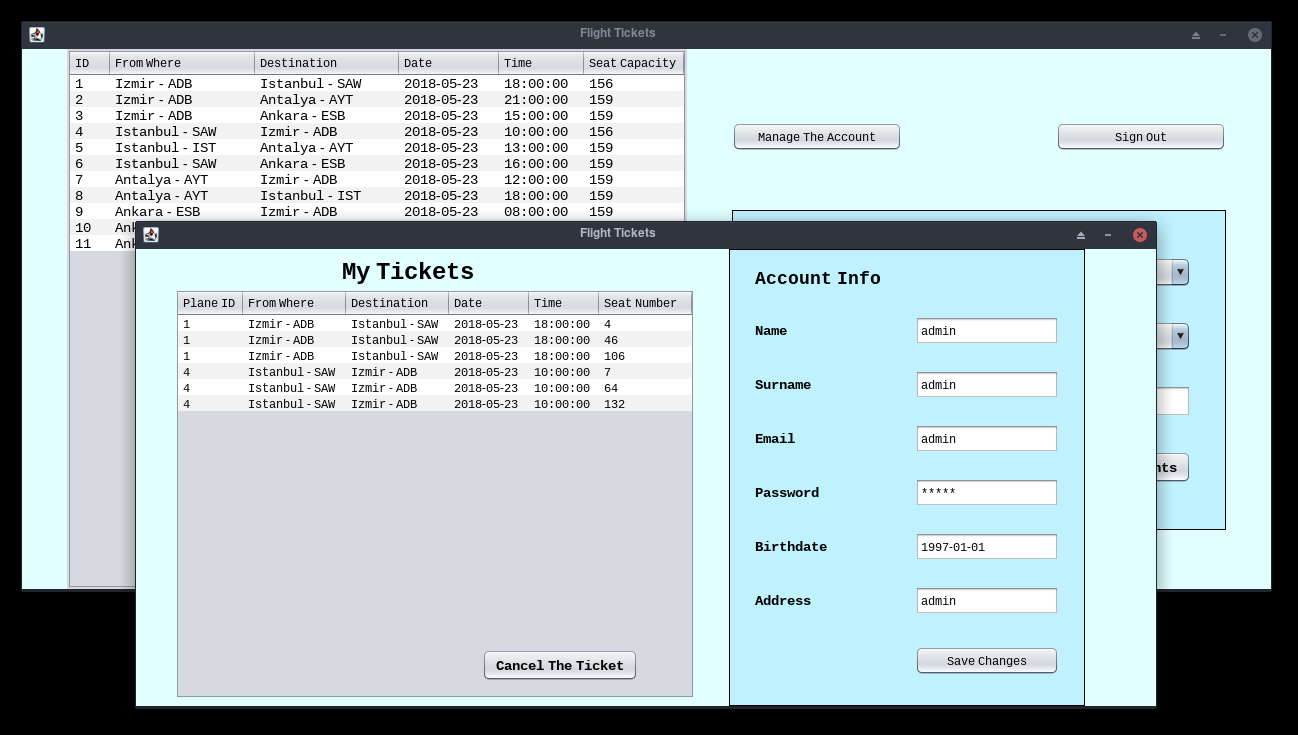 Flight Tickets
ID From Where Destination Date Time Seat Capacity
1 Izmir - ADB Istanbul - SAW 2018-05-23 18:00:00 156
2 Izmir - ADB Antalya - AYT 2018-05-23 21:00:00 159
3 Izmir - ADB Ankara - ESB 2018-05-23 15:00:00 159
4 Istanbul - SAW Izmir - ADB 2018-05-23 10:00:00 156
5 Istanbul - IST Antalya - AYT 2018-05-23 13:00:00 159
6 Istanbul - SAW Ankara - ESB 2018-05-23 16:00:00 159
7 Antalya - AYT Izmir - ADB 2018-05-23 12:00:00 159
8 Antalya - AYT Istanbul - IST 2018-05-23 18:00:00 159
9 Ankara - ESB Izmir - ADB 2018-05-23 08:00:00 159
10
11
Manage The Account
Sign Out
Flight Tickets
My Tickets
Plane ID From Where Destination Date Time Seat Number
1 Izmir - ADB Istanbul - SAW 2018-05-23 18:00:00 4
1 Izmir - ADB Istanbul - SAW 2018-05-23 18:00:00 46
1 Izmir - ADB Istanbul - SAW 2018-05-23 18:00:00 106
4 Istanbul - SAW Izmir - ADB 2018-05-23 10:00:00 7
4 Istanbul - SAW Izmir - ADB 2018-05-23 10:00:00 64
4 Istanbul - SAW Izmir - ADB 2018-05-23 10:00:00 132
Cancel The Ticket
Account Info
Name admin
Surname admin
Email admin
Password *****
Birthdate 1997-01-01
Address admin
Save Changes